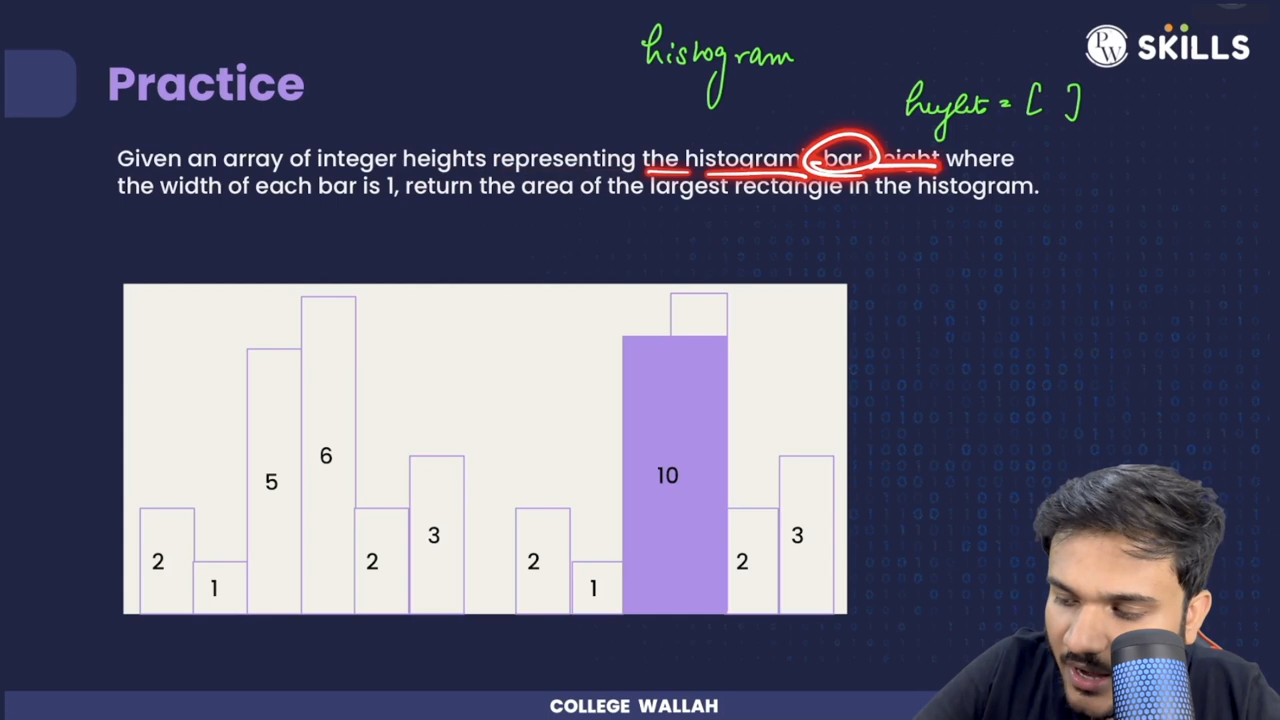 histogram
PW SKILLS
Practice
height = [ ]
Given an array of integer heights representing the histogram's bar height where
the width of each bar is 1, return the area of the largest rectangle in the histogram.
6
5
10
3
3
2
2
2
2
1
1
COLLEGE WALLAH